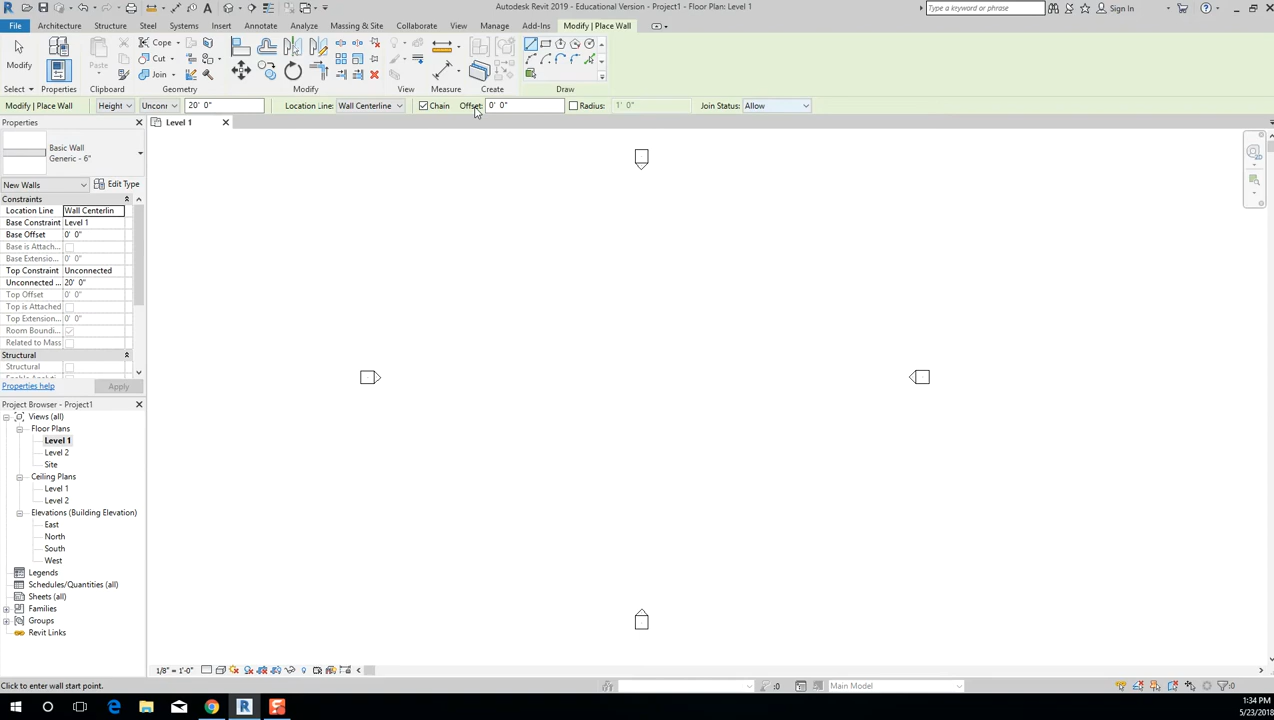 Autodesk Revit 2019 - Educational Version - Project1 - Floor Plan: Level 1
Type a keyword or phrase
Sign In
File Architecture Structure Steel Systems Insert Annotate Analyze Massing & Site Collaborate View Manage Add-Ins Modify | Place Wall
Modify
Paste
Cope
Cut
Join
Select Properties Clipboard Geometry Modify View Measure Create Draw
Modify | Place Wall Height Unconr 20' 0" Location Line: Wall Centerline Chain Offset: 0' 0" Radius: 1' 0" Join Status: Allow
Properties
Level 1
Basic Wall
Generic - 6"
New Walls Edit Type
Constraints
Location Line Wall Centerlin
Base Constraint Level 1
Base Offset 0' 0"
Base is Attach...
Base Extension... 0' 0"
Top Constraint Unconnected
Unconnected ... 20' 0"
Top Offset 0' 0"
Top is Attached
Top Extension... 0' 0"
Room Boundi...
Related to Mass
Structural
Structural
Properties help Apply
Project Browser - Project1
Views (all)
Floor Plans
Level 1
Level 2
Site
Ceiling Plans
Level 1
Level 2
Elevations (Building Elevation)
East
North
South
West
Legends
Schedules/Quantities (all)
Sheets (all)
Families
Groups
Revit Links
1/8" = 1'-0"
Click to enter wall start point.
:0
Main Model
:0
1:34 PM
5/23/2018